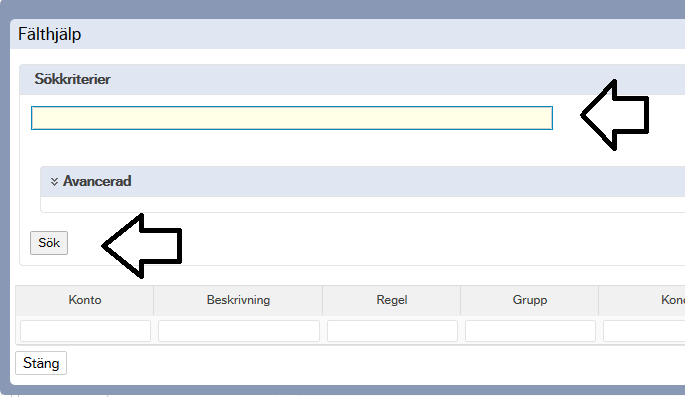 Fälthjälp
Sökkriterier
Avancerad
Sök
Konto Beskrivning Regel Grupp
Stäng